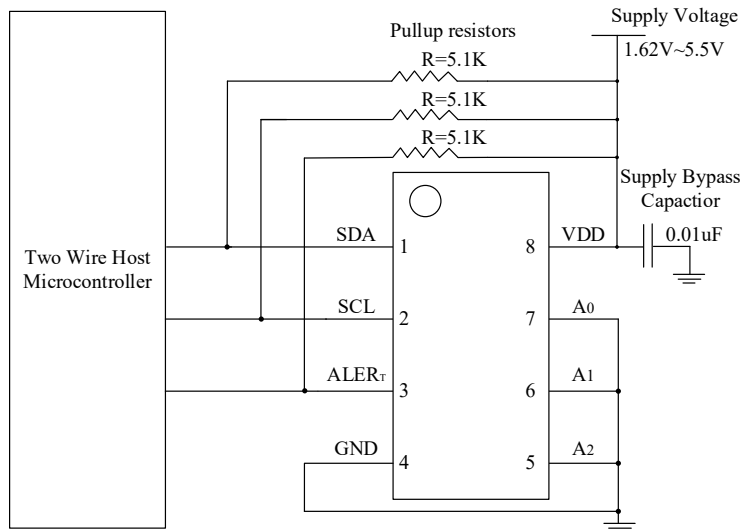 Supply Voltage
1.62V~5.5V
Pullup resistors
R=5.1K
R=5.1K
R=5.1K
Supply Bypass
Capactior
0.01uF
Two Wire Host
Microcontroller
SDA 1 8 VDD
SCL 2 7 A0
ALERT 3 6 A1
GND 4 5 A2